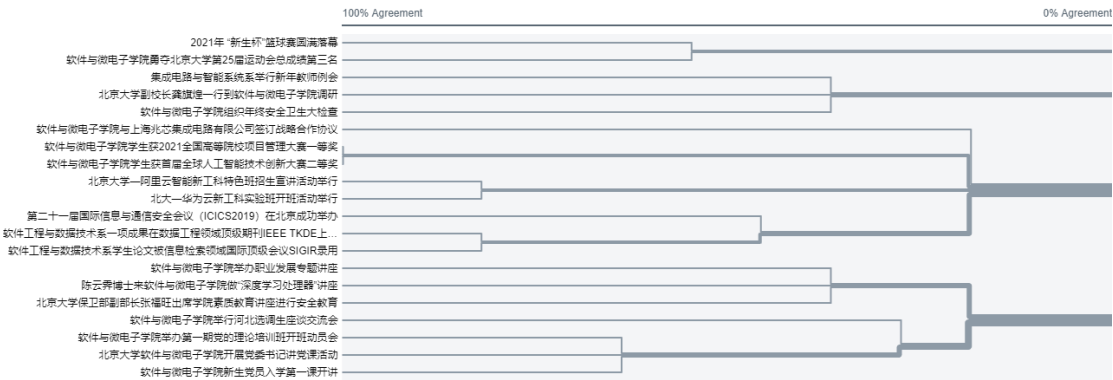 100% Agreement
0% Agreement
2021年 “新生杯”篮球赛圆满落幕
软件与微电子学院勇夺北京大学第25届运动会总成绩第三名
集成电路与智能系统系举行新年教师例会
北京大学副校长龚旗煌一行到软件与微电子学院调研
软件与微电子学院组织年终安全卫生大检查
软件与微电子学院与上海兆芯集成电路有限公司签订战略合作协议
软件与微电子学院学生获2021全国高等院校项目管理大赛一等奖
软件与微电子学院学生获首届全球人工智能技术创新大赛二等奖
北京大学—阿里云智能新工科特色班招生宣讲活动举行
北大—华为云新工科实验班开班活动举行
第二十一届国际信息与通信安全会议（ICICS2019）在北京成功举办
软件工程与数据技术系一项成果在数据工程领域顶级期刊IEEE TKDE上...
软件工程与数据技术系学生论文被信息检索领域国际顶级会议SIGIR录用
软件与微电子学院举办职业发展专题讲座
陈云霁博士来软件与微电子学院做“深度学习处理器”讲座
北京大学保卫部副部长张福旺出席学院素质教育讲座进行安全教育
软件与微电子学院举行河北选调生座谈交流会
软件与微电子学院举办第一期党的理论培训班开班动员会
北京大学软件与微电子学院开展党委书记讲党课活动
软件与微电子学院新生党员入学第一课开讲